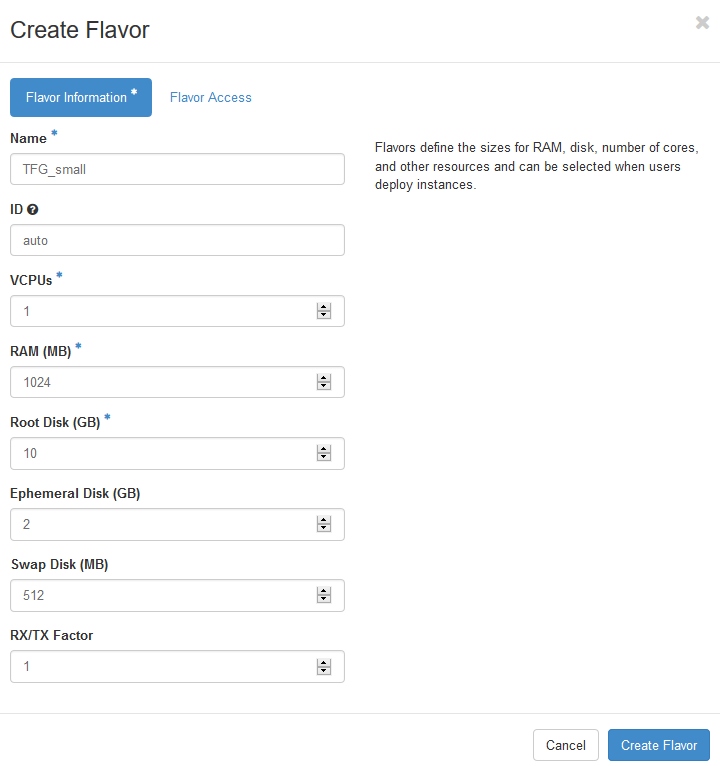 Create Flavor
Flavor Information *
Flavor Access
Name *
TFG_small
Flavors define the sizes for RAM, disk, number of cores,
and other resources and can be selected when users
deploy instances.
ID
auto
VCPUs *
1
RAM (MB) *
1024
Root Disk (GB) *
10
Ephemeral Disk (GB)
2
Swap Disk (MB)
512
RX/TX Factor
1
Cancel
Create Flavor